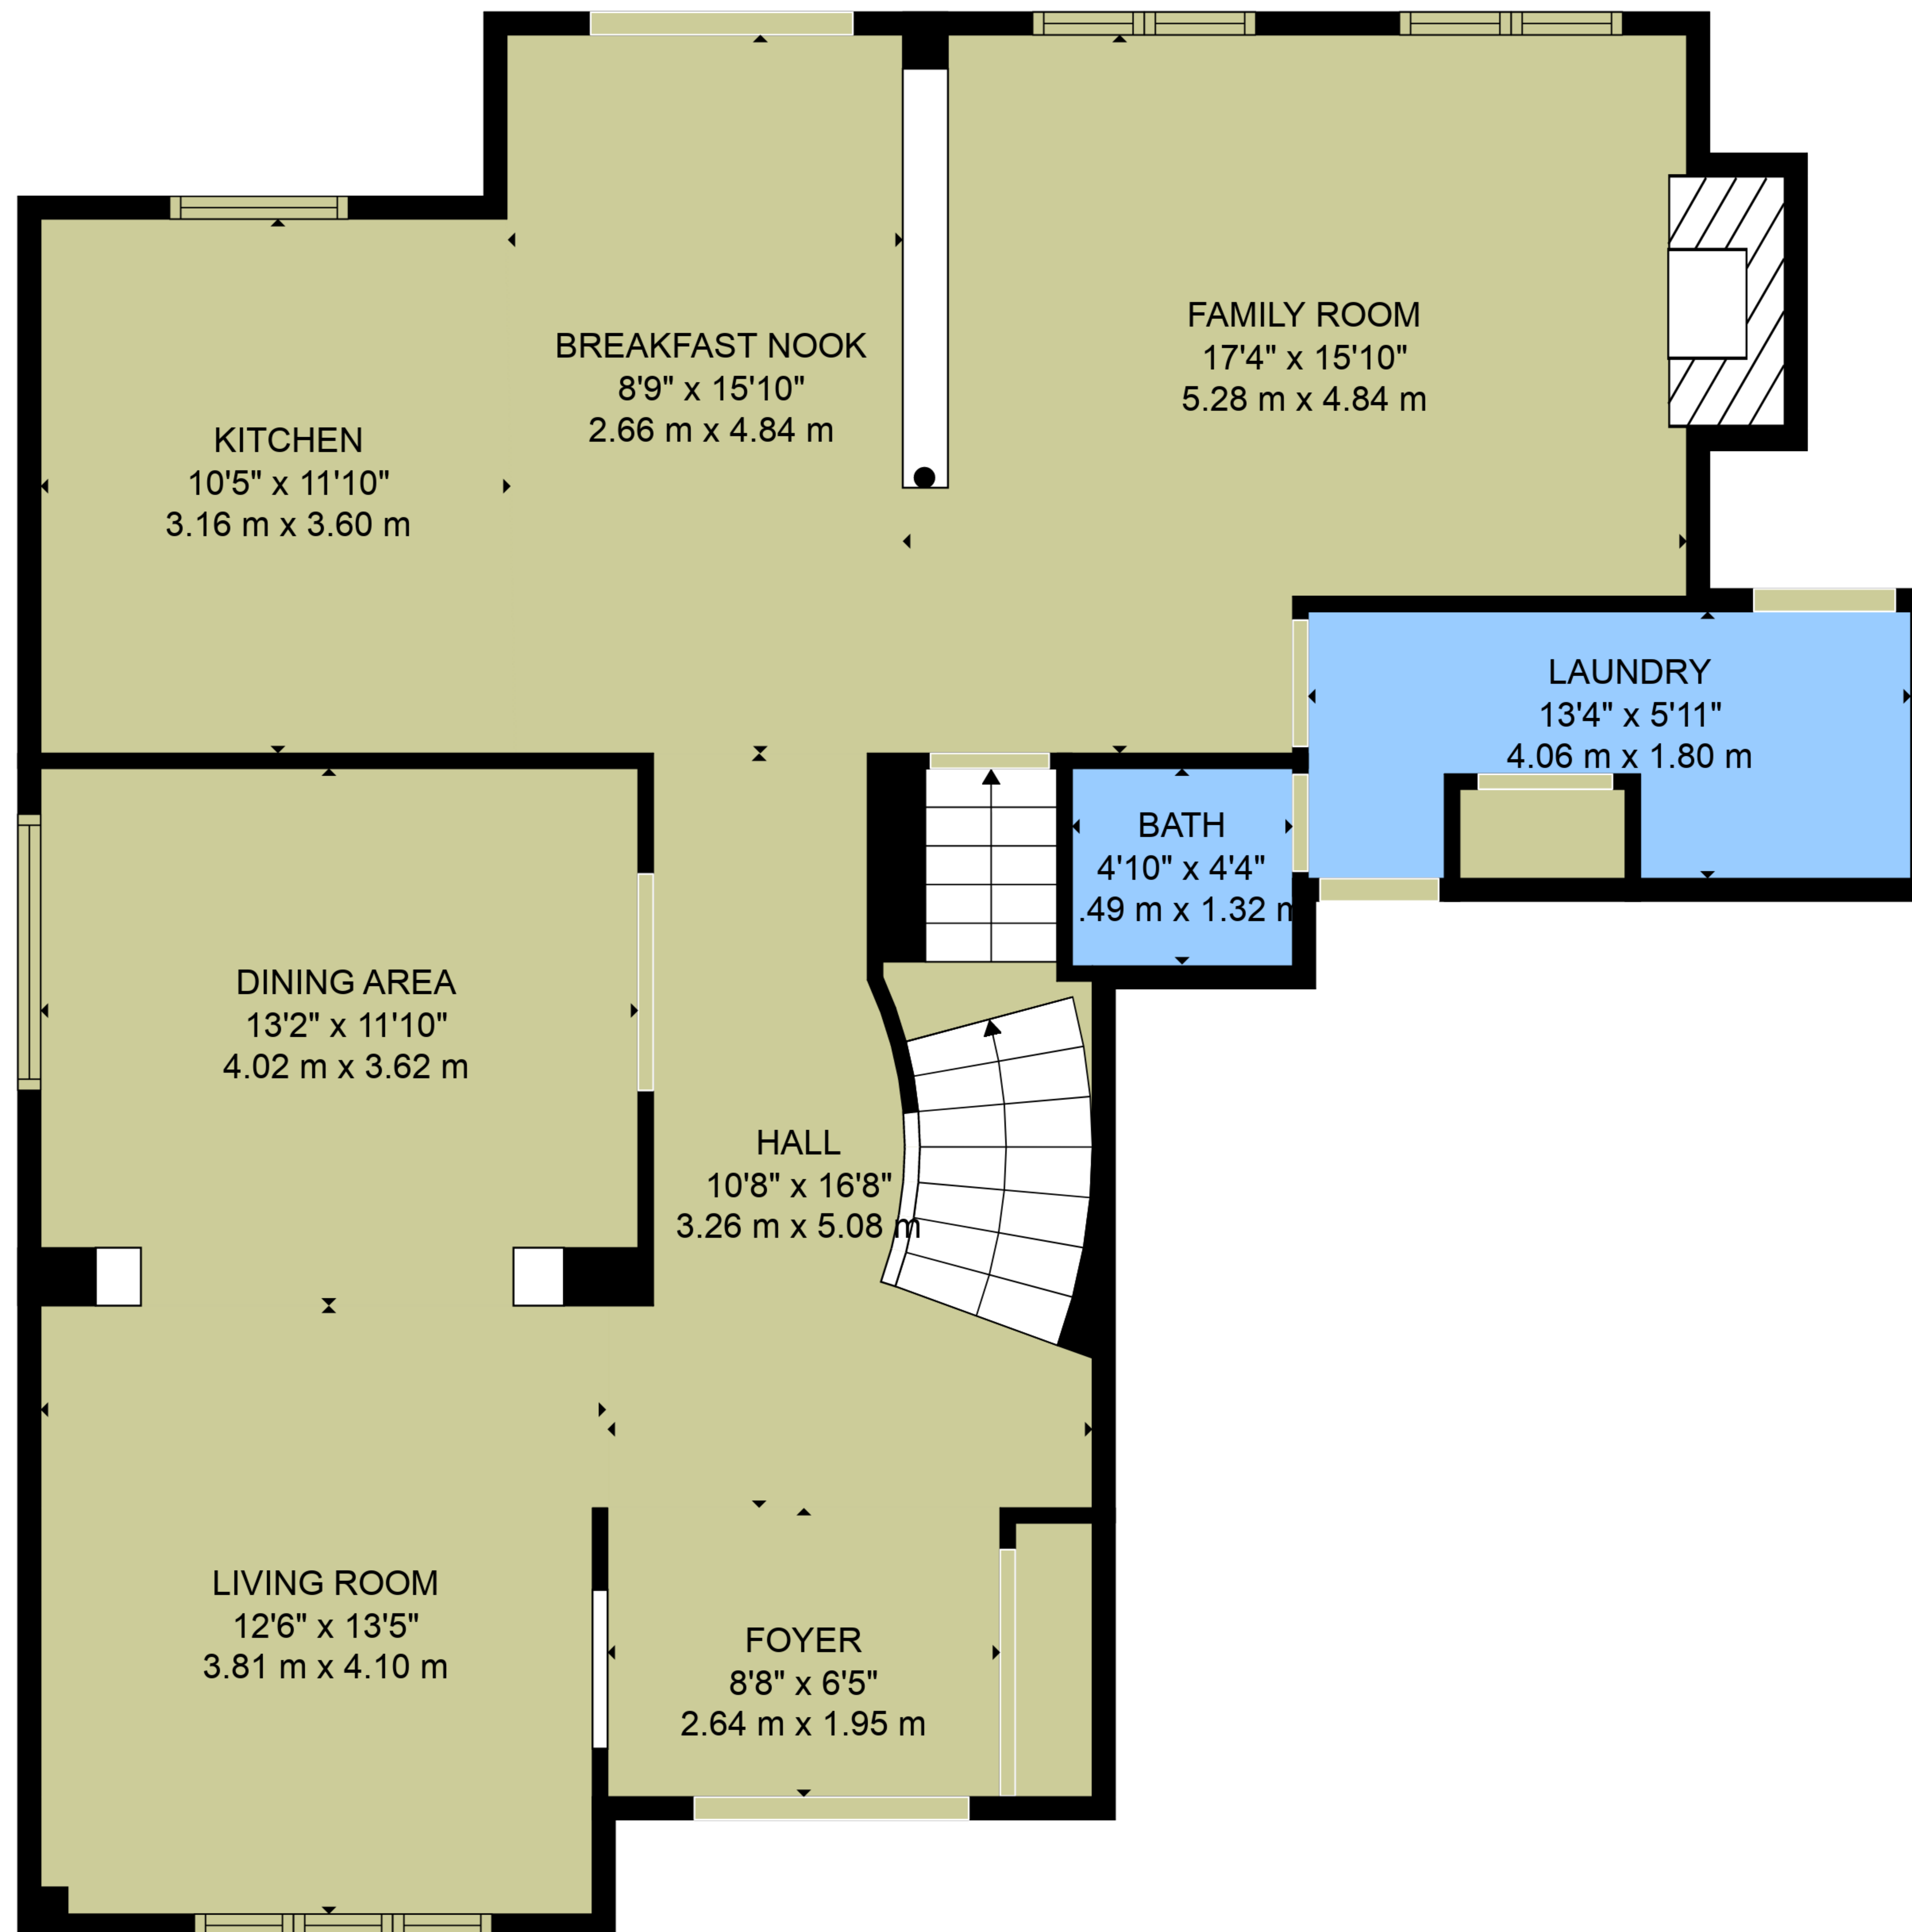 BREAKFAST NOOK
8'9" x 15'10"
2.66 m x 4.84 m
FAMILY ROOM
17'4" x 15'10"
5.28 m x 4.84 m
KITCHEN
10'5" x 11'10"
3.16 m x 3.60 m
LAUNDRY
13'4" x 5'11"
4.06 m x 1.80 m
BATH
4'10" x 4'4"
.49 m x 1.32 m
DINING AREA
13'2" x 11'10"
4.02 m x 3.62 m
HALL
10'8" x 16'8"
3.26 m x 5.08 m
LIVING ROOM
12'6" x 13'5"
3.81 m x 4.10 m
FOYER
8'8" x 6'5"
2.64 m x 1.95 m